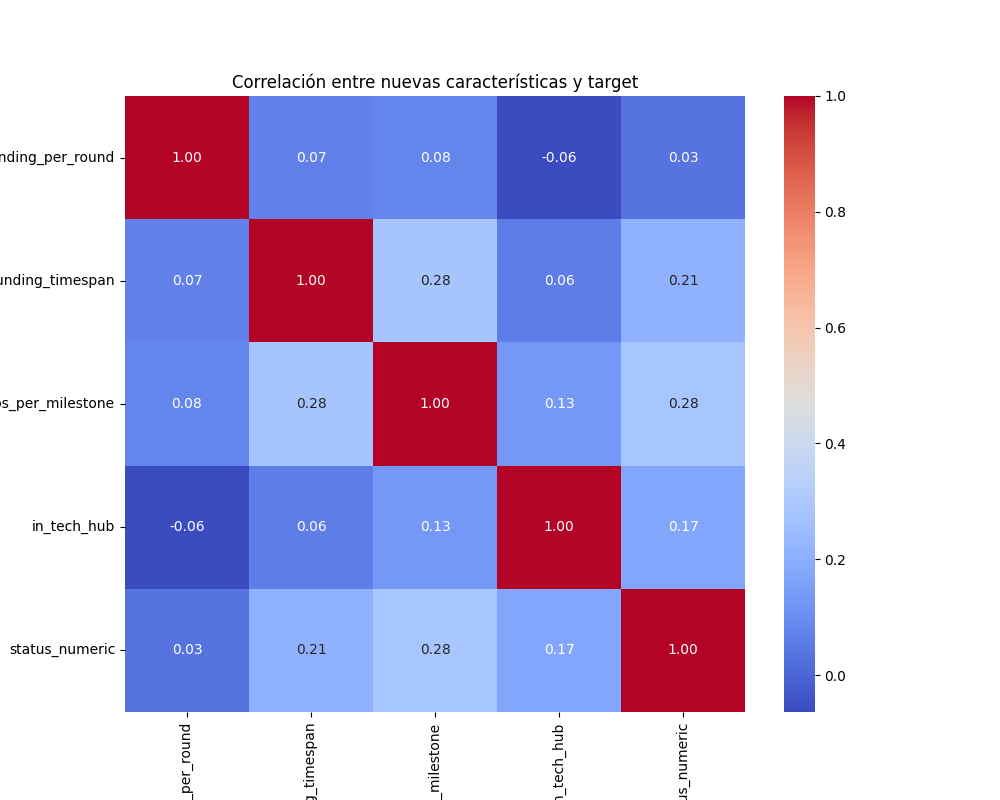 Correlación entre nuevas características y target
nding_per_round 1.00 0.07 0.08 -0.06 0.03
unding_timespan 0.07 1.00 0.28 0.06 0.21
os_per_milestone 0.08 0.28 1.00 0.13 0.28
in_tech_hub -0.06 0.06 0.13 1.00 0.17
status_numeric 0.03 0.21 0.28 0.17 1.00
_per_round
g_timespan
_milestone
n_tech_hub
us_numeric
1.0
0.8
0.6
0.4
0.2
0.0